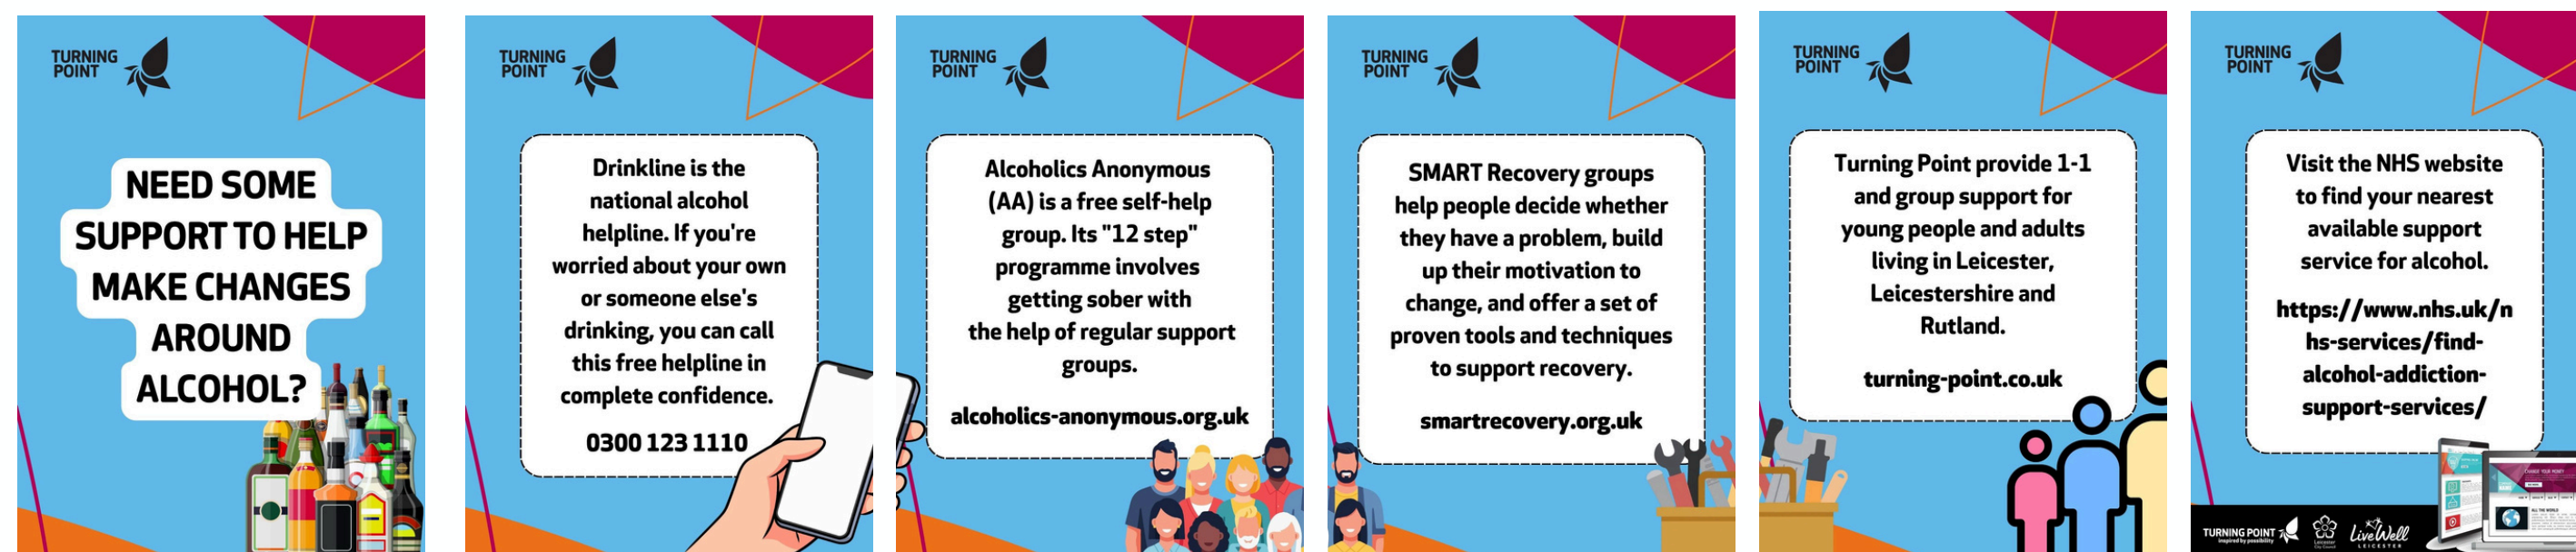 TURNING
POINT
NEED SOME
SUPPORT TO HELP
MAKE CHANGES
AROUND
ALCOHOL?
TURNING
POINT
Drinkline is the
national alcohol
helpline. If you're
worried about your own
or someone else's
drinking, you can call
this free helpline in
complete confidence.
0300 123 1110
TURNING
POINT
Alcoholics Anonymous
(AA) is a free self-help
group. Its "12 step"
programme involves
getting sober with
the help of regular support
groups.
alcoholics-anonymous.org.uk
TURNING
POINT
SMART Recovery groups
help people decide whether
they have a problem, build
up their motivation to
change, and offer a set of
proven tools and techniques
to support recovery.
smartrecovery.org.uk
TURNING
POINT
Turning Point provide 1-1
and group support for
young people and adults
living in Leicester,
Leicestershire and
Rutland.
turning-point.co.uk
TURNING
POINT
Visit the NHS website
to find your nearest
available support
service for alcohol.
https://www.nhs.uk/n
hs-services/find-
alcohol-addiction-
support-services/
TURNING POINT
inspired by possibility
Leicester
City Council
LiveWell
LEICESTER